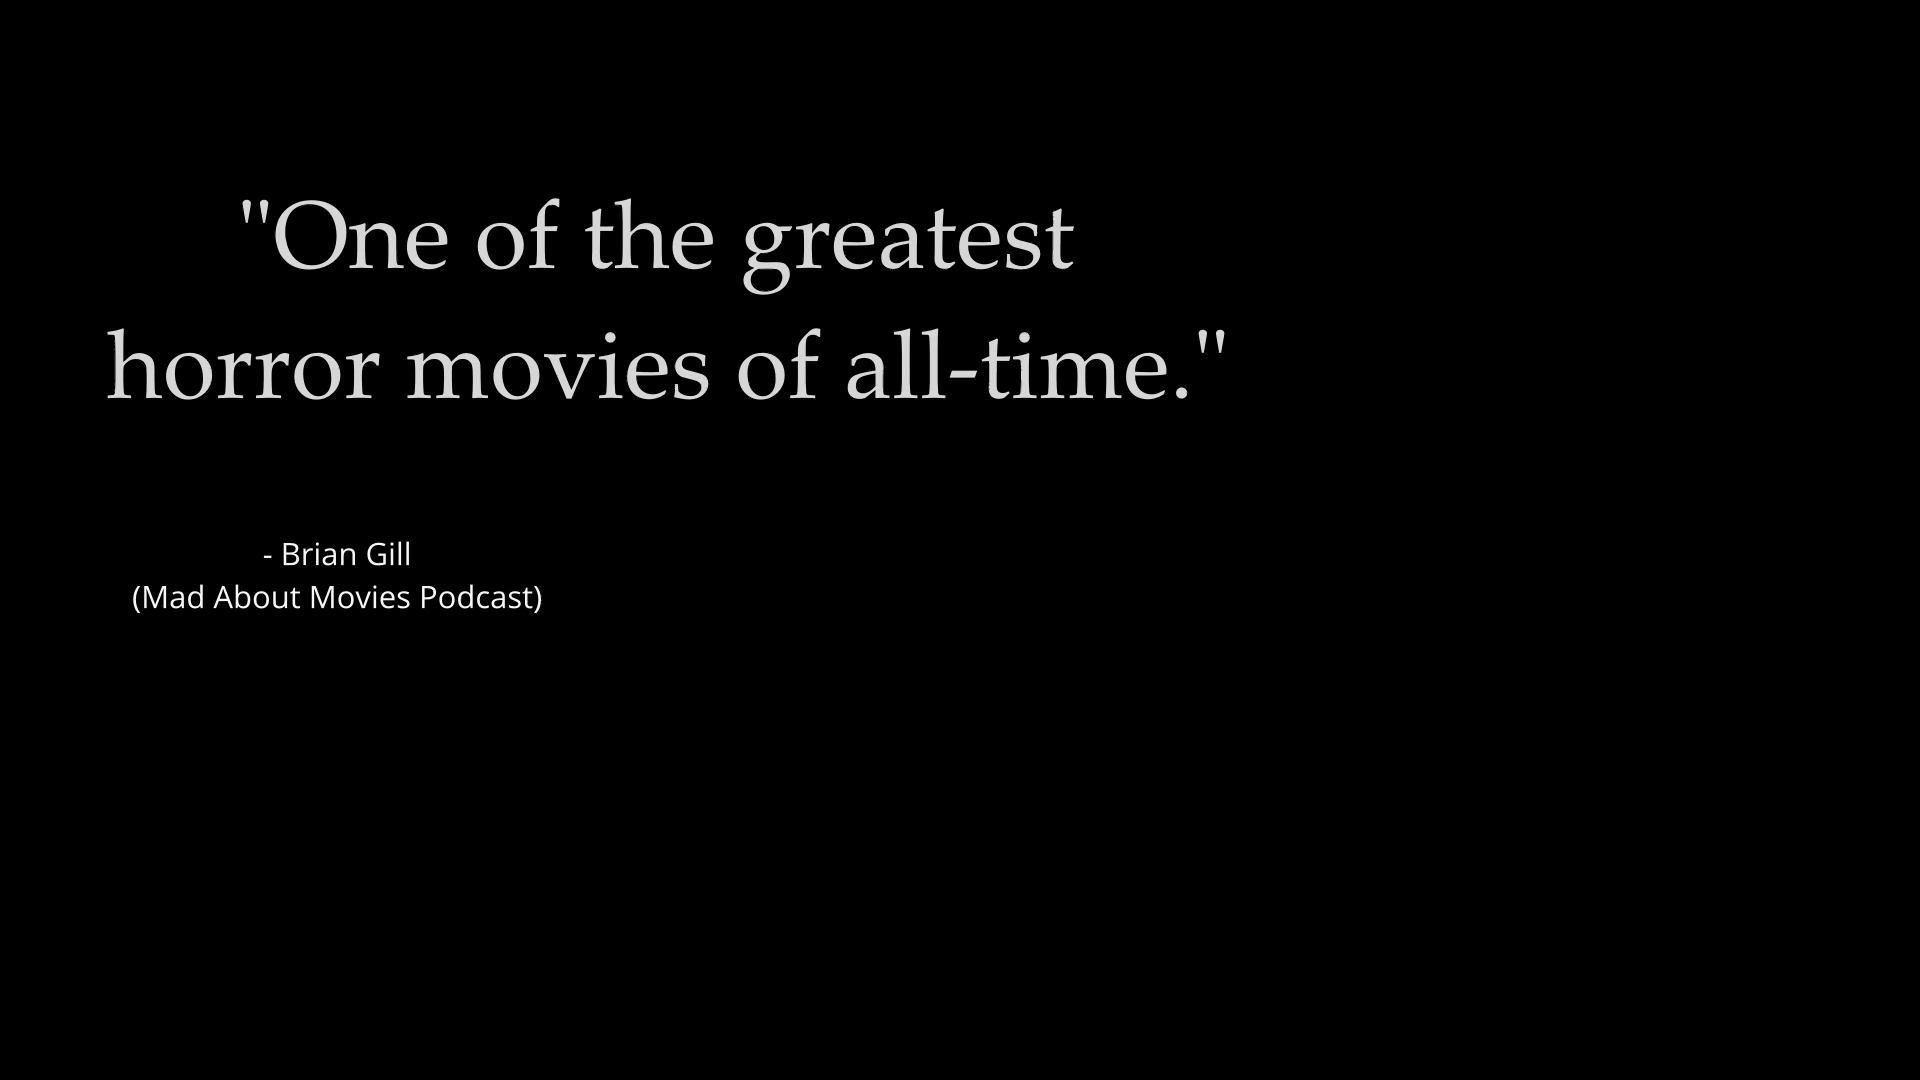 "One of the greatest
horror movies of all-time."
- Brian Gill
(Mad About Movies Podcast)